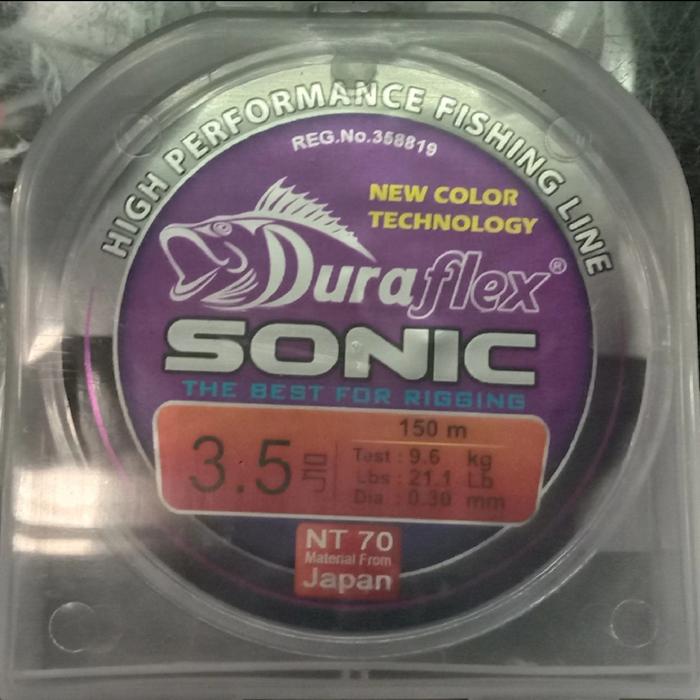 HIGH PERFORMANCE FISHING LINE
REG.No.358819
NEW COLOR
TECHNOLOGY
Duraflex®
SONIC
THE BEST FOR RIGGING
3.5号
150 m
Test : 9.6 kg
Lbs : 21.1 Lb
Dia : 0.30 mm
NT 70
Material From
Japan